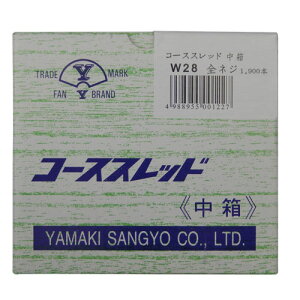 コーススレッド 中箱
W28 全ネジ 1,900本
4988955001227
TRADE MARK
Y
FAN BRAND
コーススレッド
《中箱》
YAMAKI SANGYO CO., LTD.